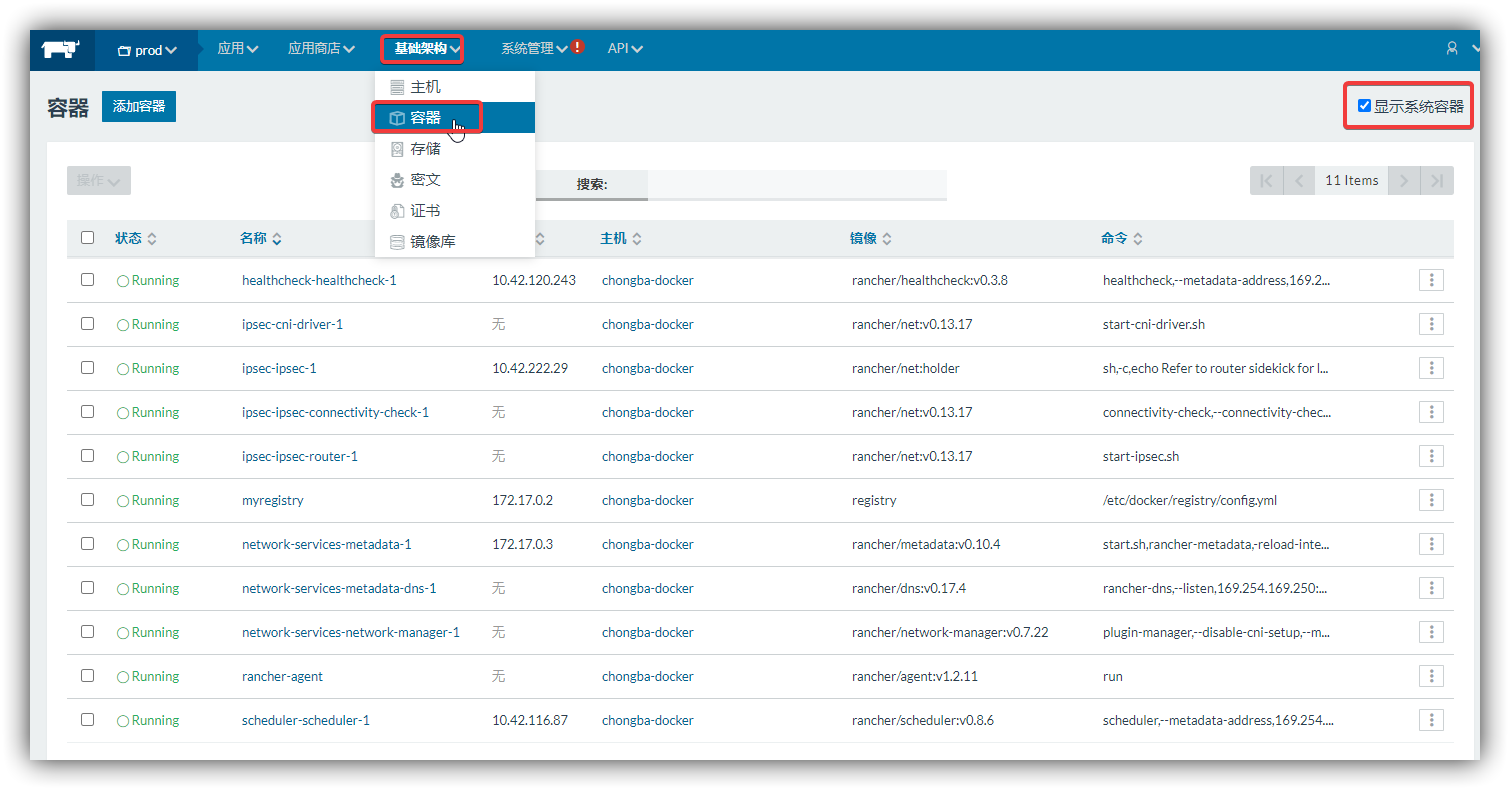 prod 应用 应用商店 基础架构 系统管理 API
主机
容器
存储
密文
证书
镜像库
容器 添加容器 显示系统容器
操作 搜索: 11 Items
状态 名称 主机 镜像 命令
Running healthcheck-healthcheck-1 10.42.120.243 chongba-docker rancher/healthcheck:v0.3.8 healthcheck,--metadata-address,169.2...
Running ipsec-cni-driver-1 无 chongba-docker rancher/net:v0.13.17 start-cni-driver.sh
Running ipsec-ipsec-1 10.42.222.29 chongba-docker rancher/net:holder sh,-c,echo Refer to router sidekick for l...
Running ipsec-ipsec-connectivity-check-1 无 chongba-docker rancher/net:v0.13.17 connectivity-check,--connectivity-chec...
Running ipsec-ipsec-router-1 无 chongba-docker rancher/net:v0.13.17 start-ipsec.sh
Running myregistry 172.17.0.2 chongba-docker registry /etc/docker/registry/config.yml
Running network-services-metadata-1 172.17.0.3 chongba-docker rancher/metadata:v0.10.4 start.sh,rancher-metadata,-reload-inte...
Running network-services-metadata-dns-1 无 chongba-docker rancher/dns:v0.17.4 rancher-dns,--listen,169.254.169.250:...
Running network-services-network-manager-1 无 chongba-docker rancher/network-manager:v0.7.22 plugin-manager,--disable-cni-setup,--m...
Running rancher-agent 无 chongba-docker rancher/agent:v1.2.11 run
Running scheduler-scheduler-1 10.42.116.87 chongba-docker rancher/scheduler:v0.8.6 scheduler,--metadata-address,169.254....